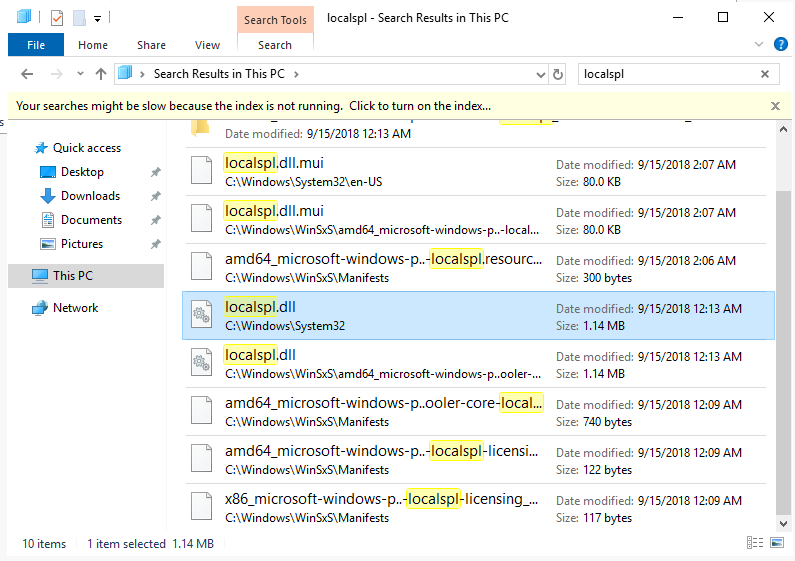 Search Tools
localspl - Search Results in This PC
File
Home
Share
View
Search
Search Results in This PC
localspl
Your searches might be slow because the index is not running. Click to turn on the index...
Quick access
Desktop
Downloads
Documents
Pictures
This PC
Network
Date modified: 9/15/2018 12:13 AM
localspl.dll.mui
Date modified: 9/15/2018 2:07 AM
C:\Windows\System32\en-US
Size: 80.0 KB
localspl.dll.mui
Date modified: 9/15/2018 2:07 AM
C:\Windows\WinSxS\amd64_microsoft-windows-p..-local...
Size: 80.0 KB
amd64_microsoft-windows-p..-localspl.resourc...
Date modified: 9/15/2018 2:06 AM
C:\Windows\WinSxS\Manifests
Size: 300 bytes
localspl.dll
Date modified: 9/15/2018 12:13 AM
C:\Windows\System32
Size: 1.14 MB
localspl.dll
Date modified: 9/15/2018 12:13 AM
C:\Windows\WinSxS\amd64_microsoft-windows-p..ooler-...
Size: 1.14 MB
amd64_microsoft-windows-p..ooler-core-local...
Date modified: 9/15/2018 12:09 AM
C:\Windows\WinSxS\Manifests
Size: 740 bytes
amd64_microsoft-windows-p..-localspl-licensi...
Date modified: 9/15/2018 12:09 AM
C:\Windows\WinSxS\Manifests
Size: 122 bytes
x86_microsoft-windows-p..-localspl-licensing_...
Date modified: 9/15/2018 12:09 AM
C:\Windows\WinSxS\Manifests
Size: 117 bytes
10 items
1 item selected 1.14 MB